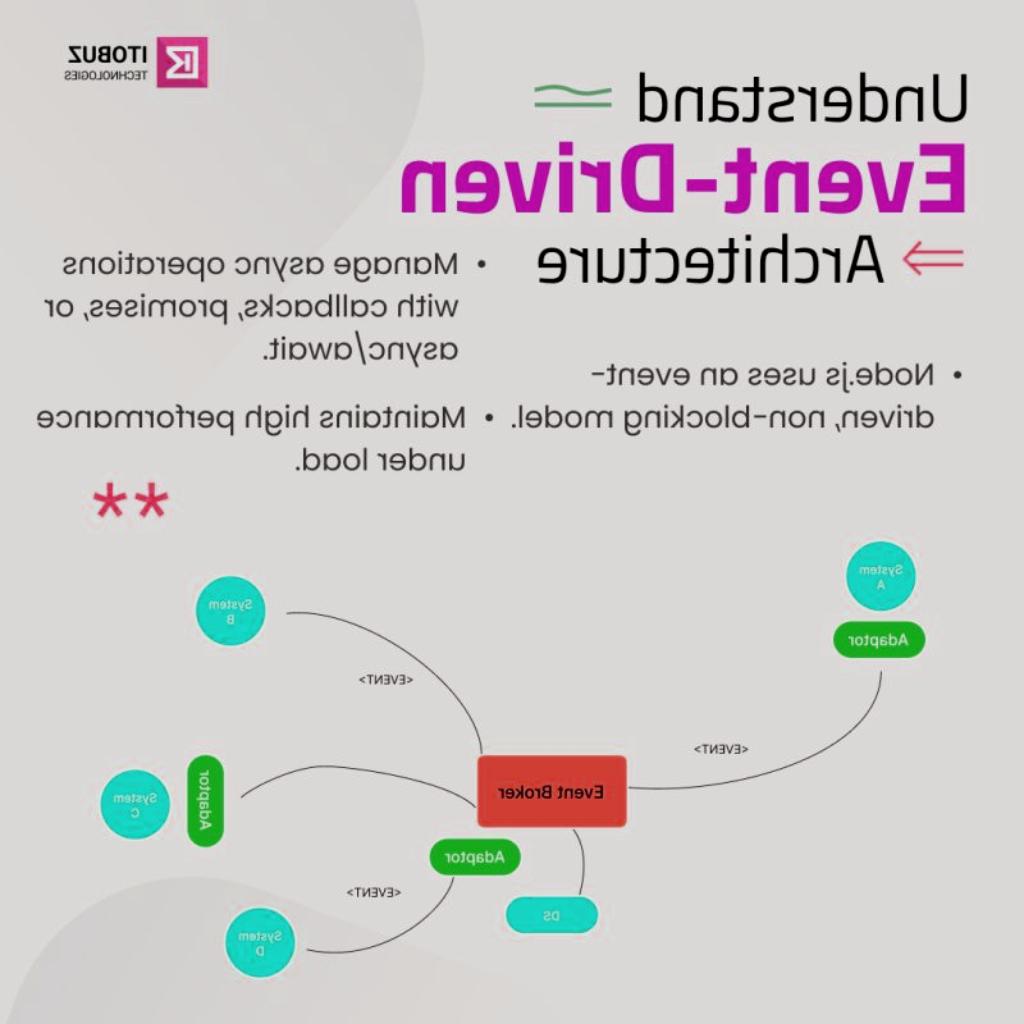 ITOBUZ
TECHNOLOGIES
Understand
Event-Driven
Architecture
• Node.js uses an event-
driven, non-blocking model.
• Manage async operations
with callbacks, promises, or
async/await.
• Maintains high performance
under load.
**
System
A
Adaptor
<EVENT>
Event Broker
DS
System
B
<EVENT>
Adaptor
System
C
Adaptor
<EVENT>
System
D